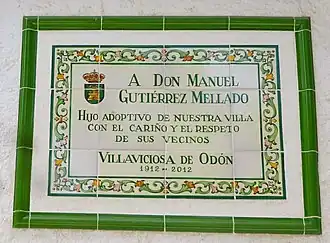 A DON MANUEL
GUTIÉRREZ MELLADO
HIJO ADOPTIVO DE NUESTRA VILLA
CON EL CARIÑO Y EL RESPETO
DE SUS VECINOS
VILLAVICIOSA DE ODÓN
1912 - 2012